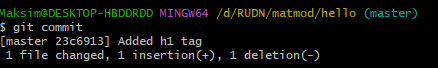 Maksim@DESKTOP-HBDDRDD MINGW64 /d/RUDN/matmod/hello (master)
$ git commit
[master 23c6913] Added h1 tag
 1 file changed, 1 insertion(+), 1 deletion(-)